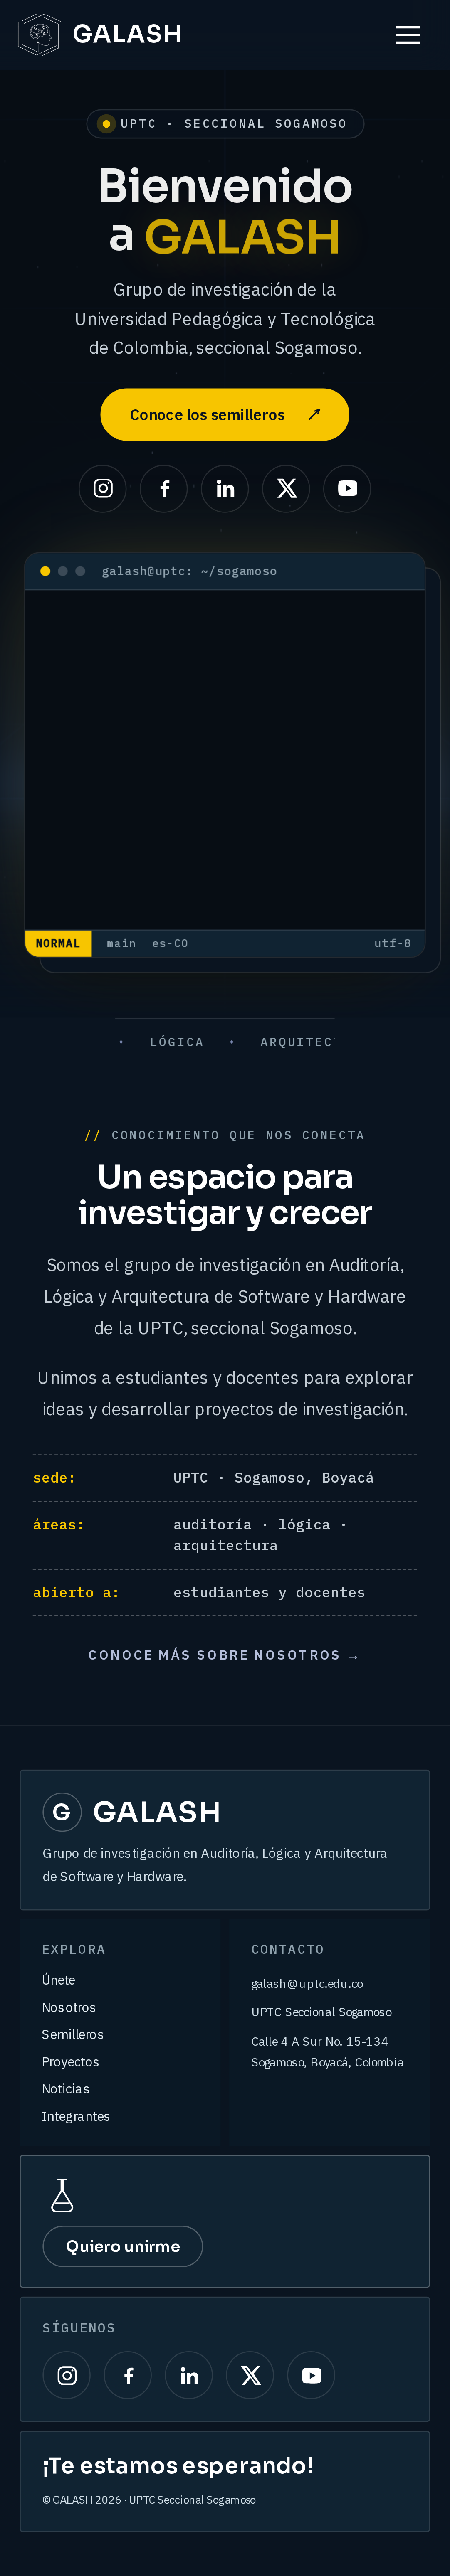 GALASH
UPTC · SECCIONAL SOGAMOSO
Bienvenido
a GALASH
Grupo de investigación de la
Universidad Pedagógica y Tecnológica
de Colombia, seccional Sogamoso.
Conoce los semilleros
galash@uptc: ~/sogamoso
NORMAL main es-CO utf-8
LÓGICA ARQUITEC
// CONOCIMIENTO QUE NOS CONECTA
Un espacio para
investigar y crecer
Somos el grupo de investigación en Auditoría,
Lógica y Arquitectura de Software y Hardware
de la UPTC, seccional Sogamoso.
Unimos a estudiantes y docentes para explorar
ideas y desarrollar proyectos de investigación.
sede: UPTC · Sogamoso, Boyacá
áreas: auditoría · lógica ·
arquitectura
abierto a: estudiantes y docentes
CONOCE MÁS SOBRE NOSOTROS →
G GALASH
Grupo de investigación en Auditoría, Lógica y Arquitectura
de Software y Hardware.
EXPLORA
Únete
Nosotros
Semilleros
Proyectos
Noticias
Integrantes
CONTACTO
galash@uptc.edu.co
UPTC Seccional Sogamoso
Calle 4 A Sur No. 15-134
Sogamoso, Boyacá, Colombia
Quiero unirme
SÍGUENOS
¡Te estamos esperando!
© GALASH 2026 · UPTC Seccional Sogamoso